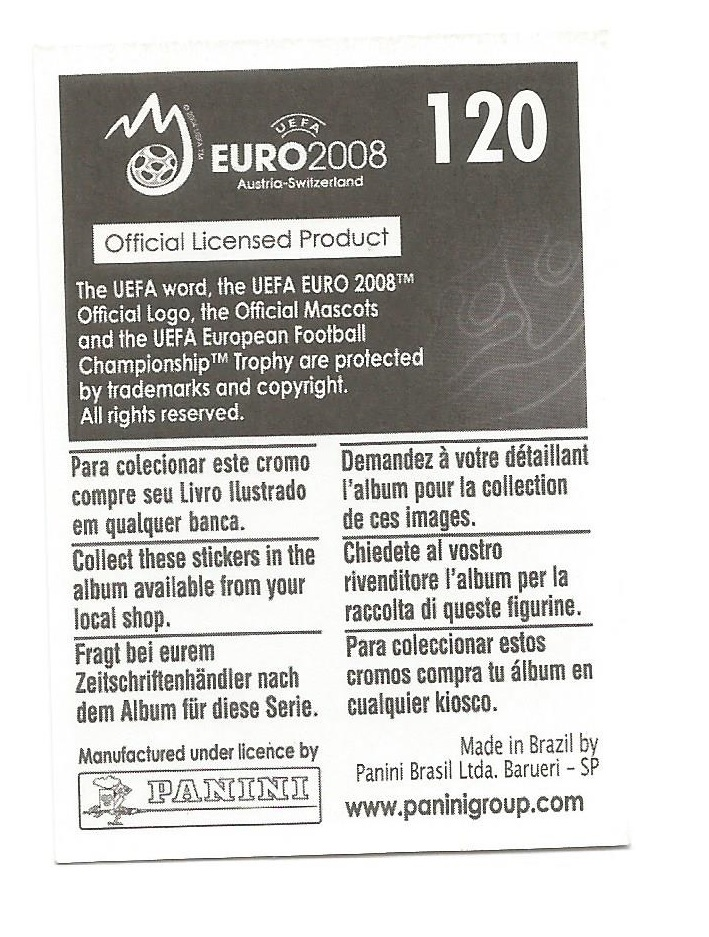 120
UEFA
EURO2008
Austria-Switzerland
Official Licensed Product
The UEFA word, the UEFA EURO 2008™
Official Logo, the Official Mascots
and the UEFA European Football
Championship™ Trophy are protected
by trademarks and copyright.
All rights reserved.
Para colecionar este cromo
compre seu Livro Ilustrado
em qualquer banca.
Collect these stickers in the
album available from your
local shop.
Fragt bei eurem
Zeitschriftenhändler nach
dem Album für diese Serie.
Demandez à votre détaillant
l'album pour la collection
de ces images.
Chiedete al vostro
rivenditore l'album per la
raccolta di queste figurine.
Para coleccionar estos
cromos compra tu álbum en
cualquier kiosco.
Manufactured under licence by
PANINI
Made in Brazil by
Panini Brasil Ltda. Barueri – SP
www.paninigroup.com